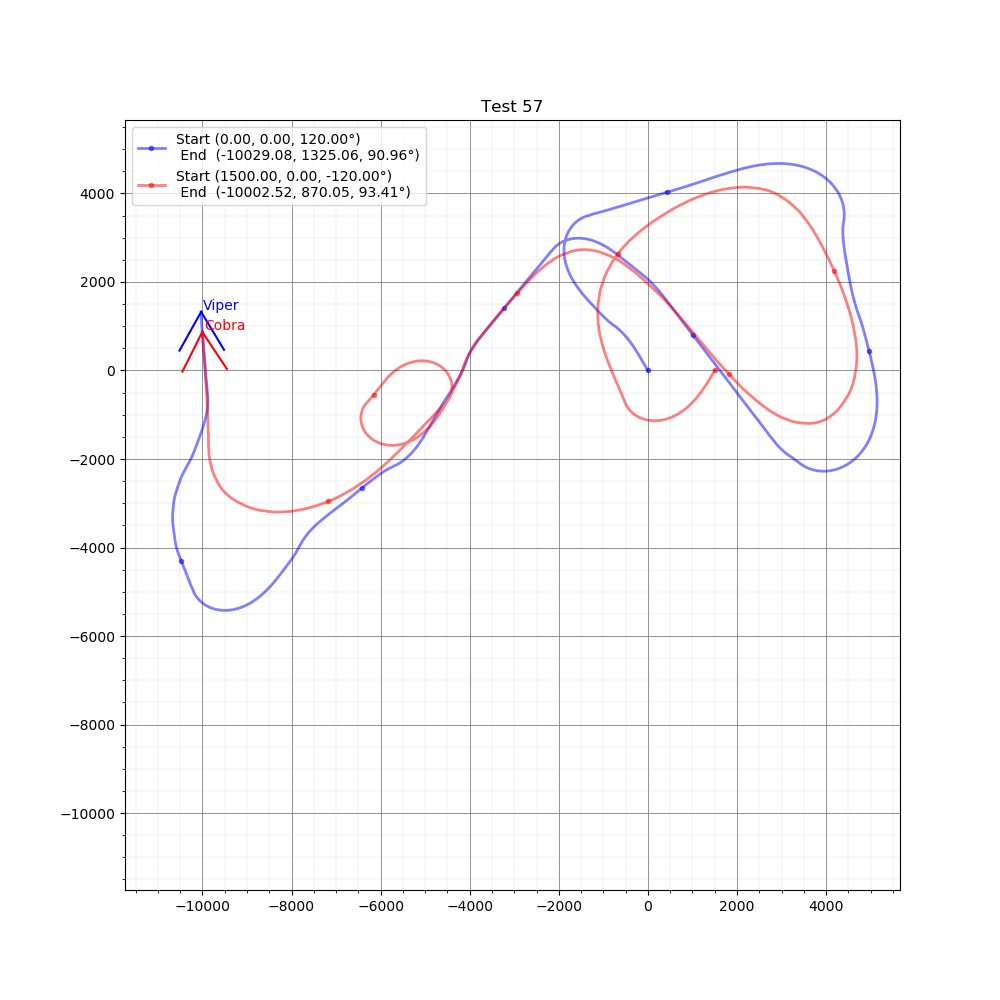 Test 57
Start (0.00, 0.00, 120.00°)
End  (-10029.08, 1325.06, 90.96°)
Start (1500.00, 0.00, -120.00°)
End  (-10002.52, 870.05, 93.41°)
4000
2000
Viper
Cobra
0
−2000
−4000
−6000
−8000
−10000
−10000 −8000 −6000 −4000 −2000 0 2000 4000